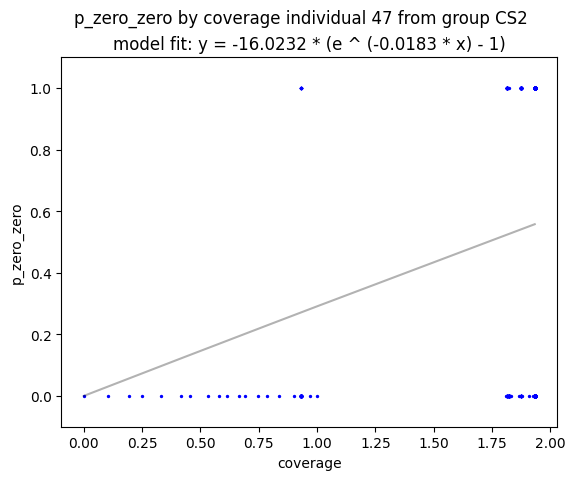 p_zero_zero by coverage individual 47 from group CS2
model fit: y = -16.0232 * (e ^ (-0.0183 * x) - 1)
1.0
0.8
0.6
p_zero_zero
0.4
0.2
0.0
0.00 0.25 0.50 0.75 1.00 1.25 1.50 1.75 2.00
coverage